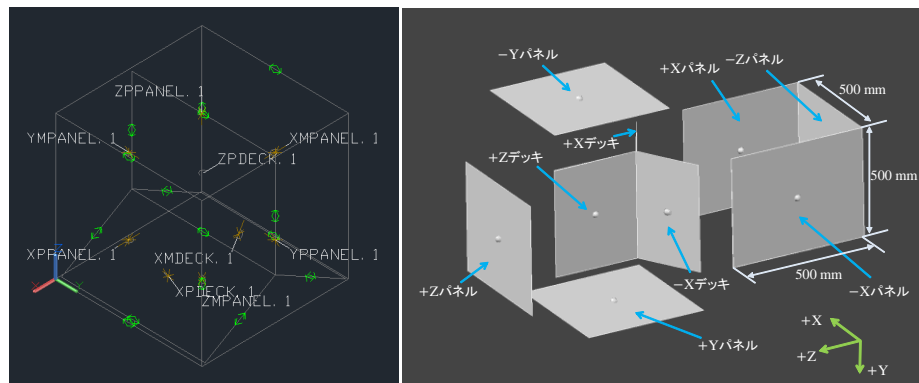 ZPPANEL.1
YMPANEL.1
XMPANEL.1
ZPDECK.1
XPPANEL.1
YPPANEL.1
XMDECK.1
XPDECK.1
ZMPANEL.1
−Yパネル
+Xパネル
−Zパネル
500 mm
+Xデッキ
+Zデッキ
500 mm
500 mm
+Zパネル
−Xデッキ
−Xパネル
+Yパネル
+X
+Z
+Y